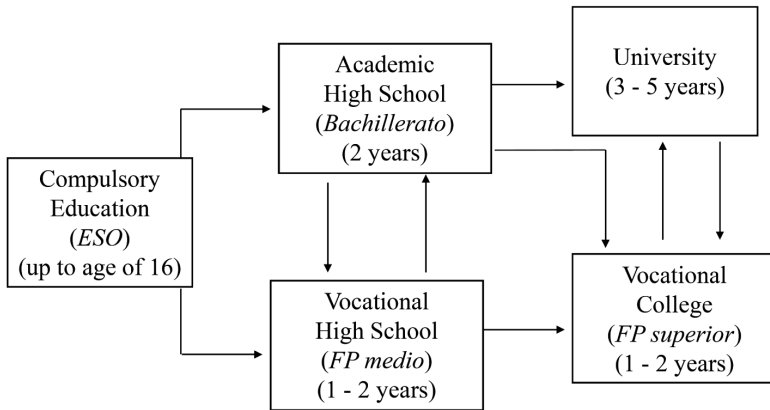 Compulsory
Education
(ESO)
(up to age of 16)
Academic
High School
(Bachillerato)
(2 years)
Vocational
High School
(FP medio)
(1 - 2 years)
University
(3 - 5 years)
Vocational
College
(FP superior)
(1 - 2 years)